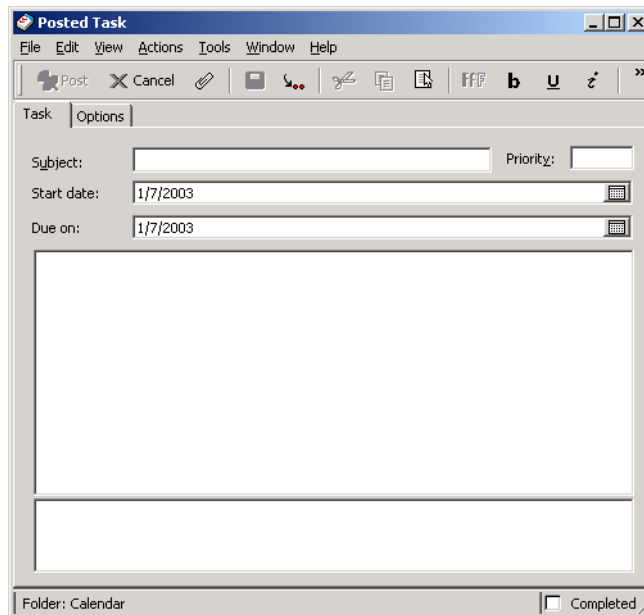 Posted Task
File Edit View Actions Tools Window Help
Post Cancel FfF b u i »
Task Options
Subject: Priority:
Start date: 1/7/2003
Due on: 1/7/2003
Folder: Calendar Completed